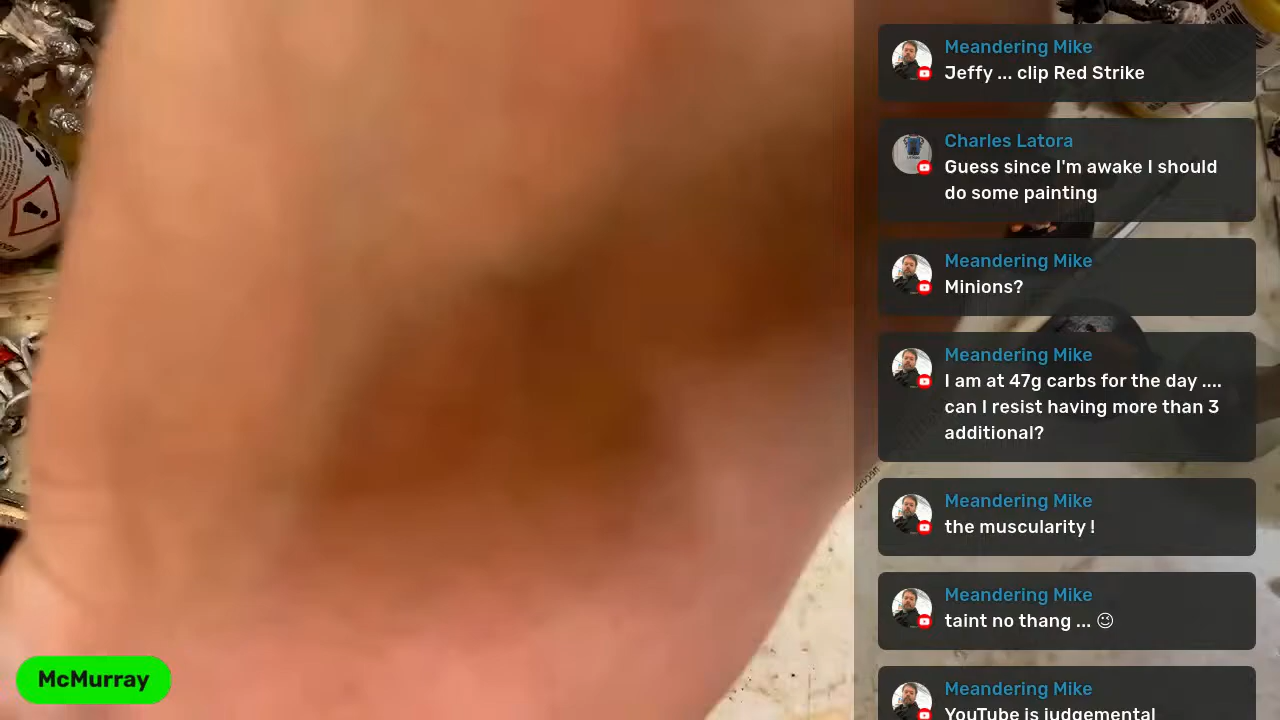 Meandering Mike
Jeffy ... clip Red Strike
Charles Latora
Guess since I'm awake I should
do some painting
Meandering Mike
Minions?
Meandering Mike
I am at 47g carbs for the day ....
can I resist having more than 3
additional?
Meandering Mike
the muscularity !
Meandering Mike
taint no thang ... 😉
Meandering Mike
YouTube is judgemental
McMurray